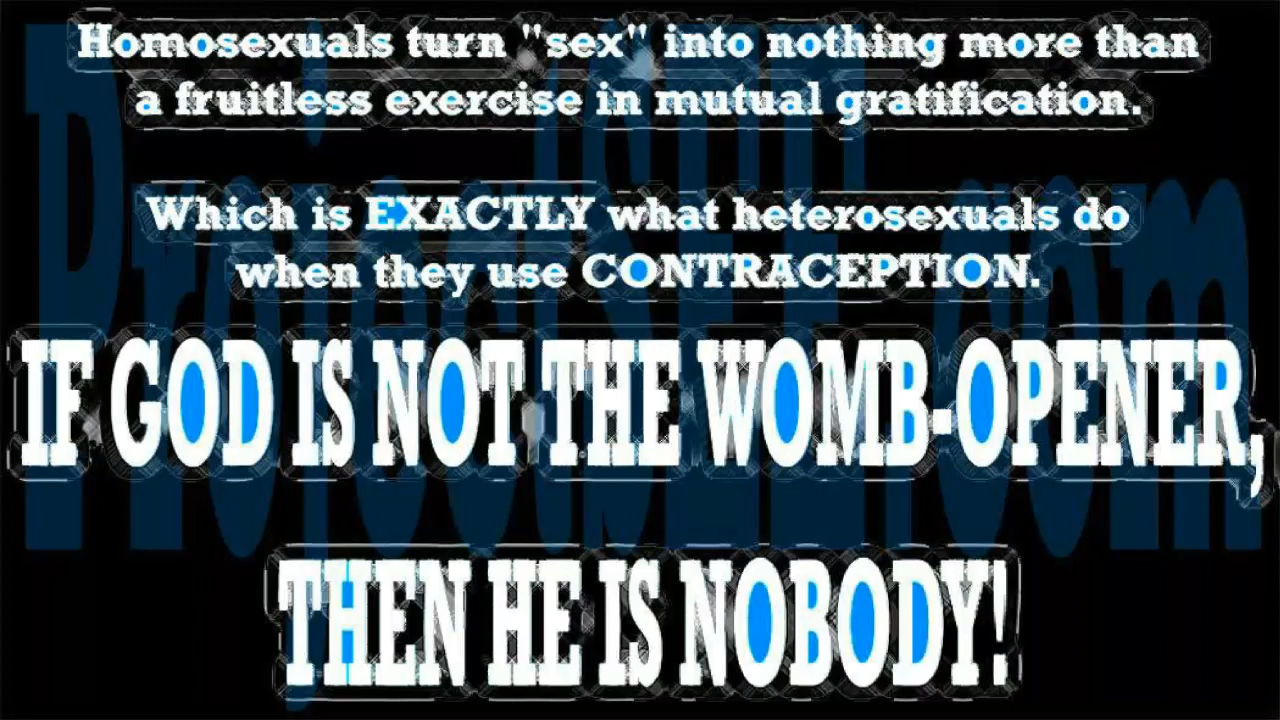 Homosexuals turn "sex" into nothing more than
a fruitless exercise in mutual gratification.
Which is EXACTLY what heterosexuals do
when they use CONTRACEPTION.
IF GOD IS NOT THE WOMB-OPENER,
THEN HE IS NOBODY!